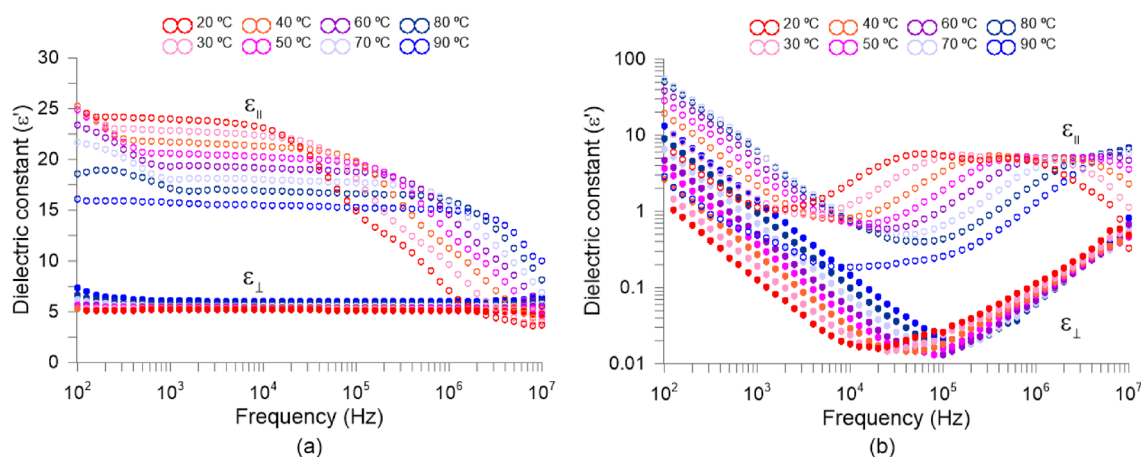 20 ºC 40 ºC 60 ºC 80 ºC
30 ºC 50 ºC 70 ºC 90 ºC
30
25
20
15
10
5
0
Dielectric constant (ε')
ε||
ε⊥
10² 10³ 10⁴ 10⁵ 10⁶ 10⁷
Frequency (Hz)
(a)
20 ºC 40 ºC 60 ºC 80 ºC
30 ºC 50 ºC 70 ºC 90 ºC
100
10
1
0.1
0.01
Dielectric constant (ε')
ε||
ε⊥
10² 10³ 10⁴ 10⁵ 10⁶ 10⁷
Frequency (Hz)
(b)